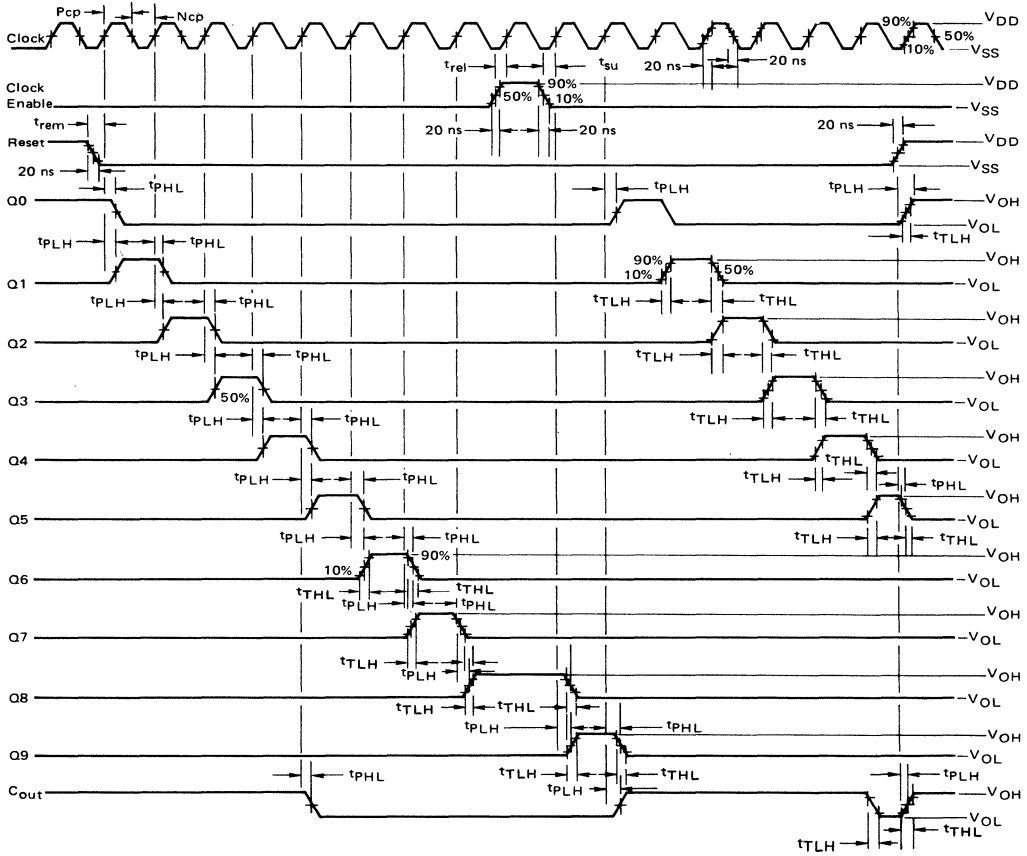 Pcp Ncp
Clock 90% VDD
50%
10% VSS
trel tsu 20 ns 20 ns
Clock Enable 90% VDD
50% 10%
VSS
trem 20 ns 20 ns 20 ns
Reset VDD
20 ns VSS
tPHL tPLH tPLH
Q0 VOH
VOL
tPLH tPHL tTLH
90% 50% VOH
10%
Q1 VOL
tPLH tPHL tTLH tTHL
VOH
Q2 VOL
tPLH tPHL tTLH tTHL
VOH
50%
Q3 VOL
tPLH tPHL tTLH tTHL
VOH
Q4 tTHL VOL
tPLH tPHL tTLH tPHL
VOH
Q5 VOL
tPLH tPHL tTLH tTHL
90% VOH
10%
Q6 VOL
tTHL tTLH
tPLH tPHL
VOH
Q7 VOL
tTLH tPHL
tPLH
VOH
Q8 VOL
tTLH tTHL
tPLH tPHL
VOH
Q9 VOL
tPHL tTLH tTHL tPLH
tPLH
Cout VOH
VOL
tTHL
tTLH